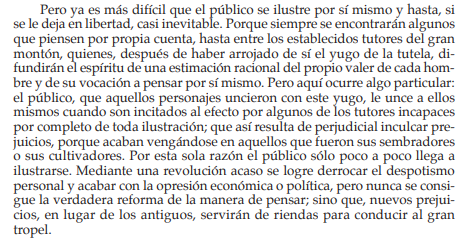 Pero ya es más difícil que el público se ilustre por sí mismo y hasta, si
se le deja en libertad, casi inevitable. Porque siempre se encontrarán algunos
que piensen por propia cuenta, hasta entre los establecidos tutores del gran
montón, quienes, después de haber arrojado de sí el yugo de la tutela, di-
fundirán el espíritu de una estimación racional del propio valer de cada hom-
bre y de su vocación a pensar por sí mismo. Pero aquí ocurre algo particular:
el público, que aquellos personajes uncieron con este yugo, le unce a ellos
mismos cuando son incitados al efecto por algunos de los tutores incapaces
por completo de toda ilustración; que así resulta de perjudicial inculcar pre-
juicios, porque acaban vengándose en aquellos que fueron sus sembradores
o sus cultivadores. Por esta sola razón el público sólo poco a poco llega a
ilustrarse. Mediante una revolución acaso se logre derrocar el despotismo
personal y acabar con la opresión económica o política, pero nunca se consi-
gue la verdadera reforma de la manera de pensar; sino que, nuevos prejui-
cios, en lugar de los antiguos, servirán de riendas para conducir al gran
tropel.